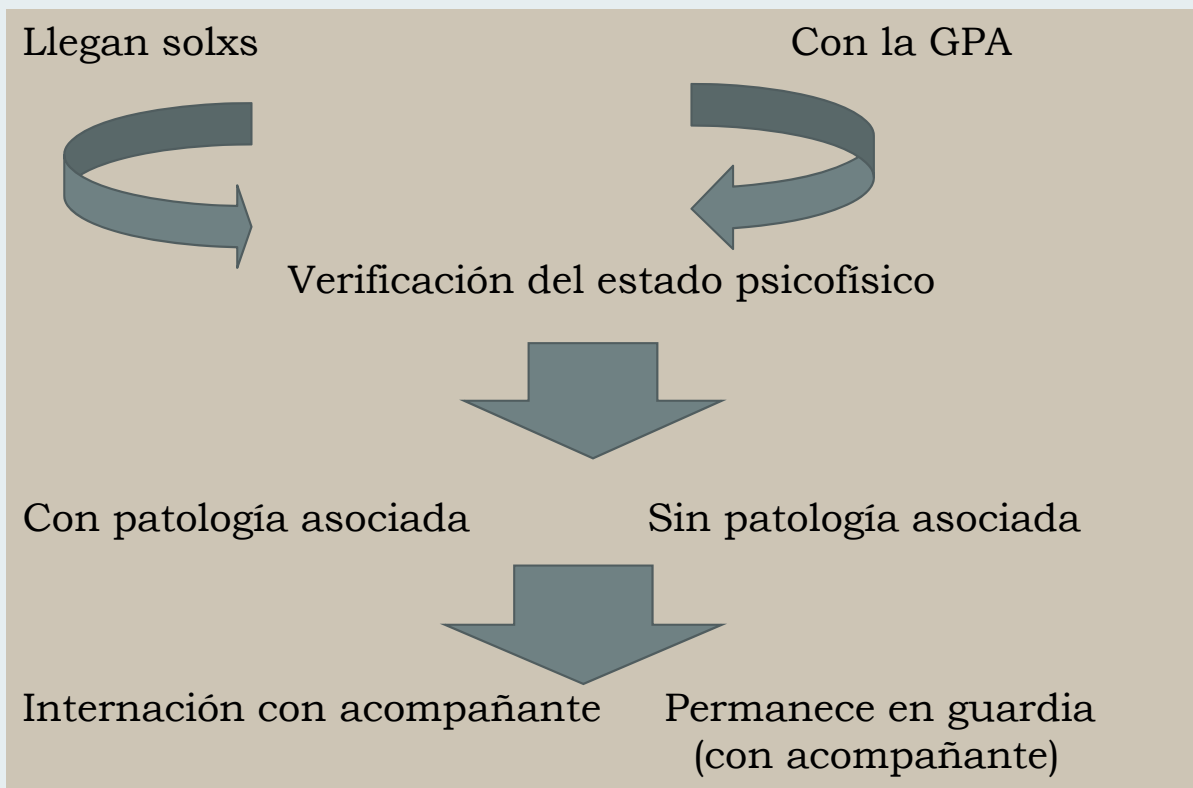 Llegan solxs
Con la GPA
Verificación del estado psicofísico
Con patología asociada
Sin patología asociada
Internación con acompañante
Permanece en guardia
(con acompañante)